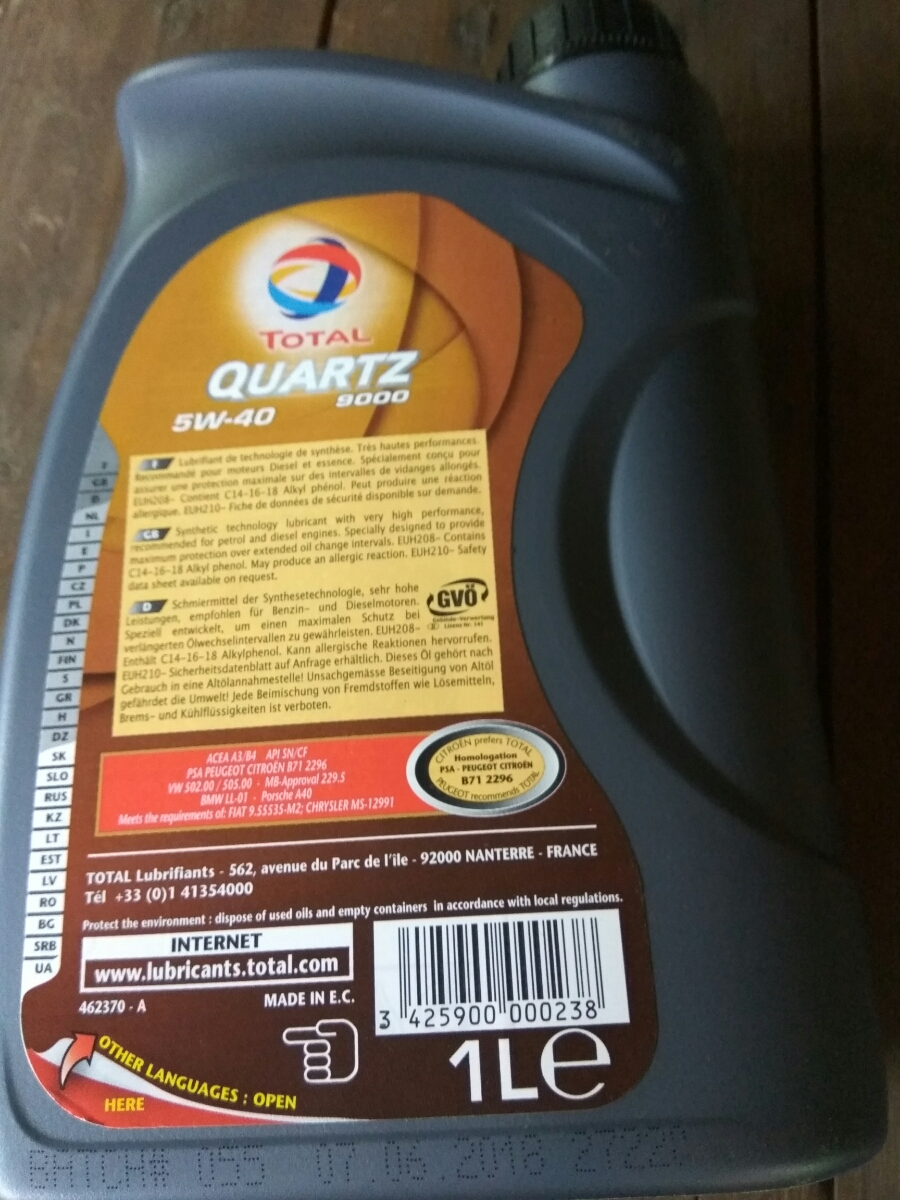 TOTAL
QUARTZ
9000
5W-40
F Lubrifiant de technologie de synthèse. Très hautes performances.
Recommandé pour moteurs Diesel et essence. Spécialement conçu pour
assurer une protection maximale sur des intervalles de vidanges allongés.
EUH208- Contient C14-16-18 Alkyl phénol. Peut produire une réaction
allergique. EUH210- Fiche de données de sécurité disponible sur demande.
GB Synthetic technology lubricant with very high performance,
recommended for petrol and diesel engines. Specially designed to provide
maximum protection over extended oil change intervals. EUH208- Contains
C14-16-18 Alkyl phenol. May produce an allergic reaction. EUH210- Safety
data sheet available on request.
D Schmiermittel der Synthesetechnologie, sehr hohe
Leistungen, empfohlen für Benzin- und Dieselmotoren.
Speziell entwickelt, um einen maximalen Schutz bei
verlängerten Ölwechselintervallen zu gewährleisten. EUH208-
Enthält C14-16-18 Alkylphenol. Kann allergische Reaktionen hervorrufen.
EUH210- Sicherheitsdatenblatt auf Anfrage erhältlich. Dieses Öl gehört nach
Gebrauch in eine Altölannahmestelle! Unsachgemässe Beseitigung von Altöl
gefährdet die Umwelt! Jede Beimischung von Fremdstoffen wie Lösemitteln,
Brems- und Kühlflüssigkeiten ist verboten.
GVÖ
Gebinde-Verwertung
Lizenz Nr. 141
F
GB
D
NL
I
E
P
CZ
PL
DK
N
FIN
S
GR
H
DZ
SK
SLO
RUS
KZ
LT
EST
LV
RO
BG
SRB
UA
ACEA A3/B4 API SN/CF
PSA PEUGEOT CITROËN B71 2296
VW 502.00 / 505.00 - MB-Approval 229.5
BMW LL-01 - Porsche A40
Meets the requirements of: FIAT 9.55535-M2; CHRYSLER MS-12991
CITROËN prefers TOTAL
Homologation
PSA - PEUGEOT CITROËN
B71 2296
PEUGEOT recommends TOTAL
TOTAL Lubrifiants - 562, avenue du Parc de l'île - 92000 NANTERRE - FRANCE
Tél +33 (0)1 41354000
Protect the environment : dispose of used oils and empty containers in accordance with local regulations.
INTERNET
www.lubricants.total.com
462370 - A
MADE IN E.C.
3 425900 000238
1L e
OTHER LANGUAGES : OPEN
HERE
BATCH# 055 07.06.2018